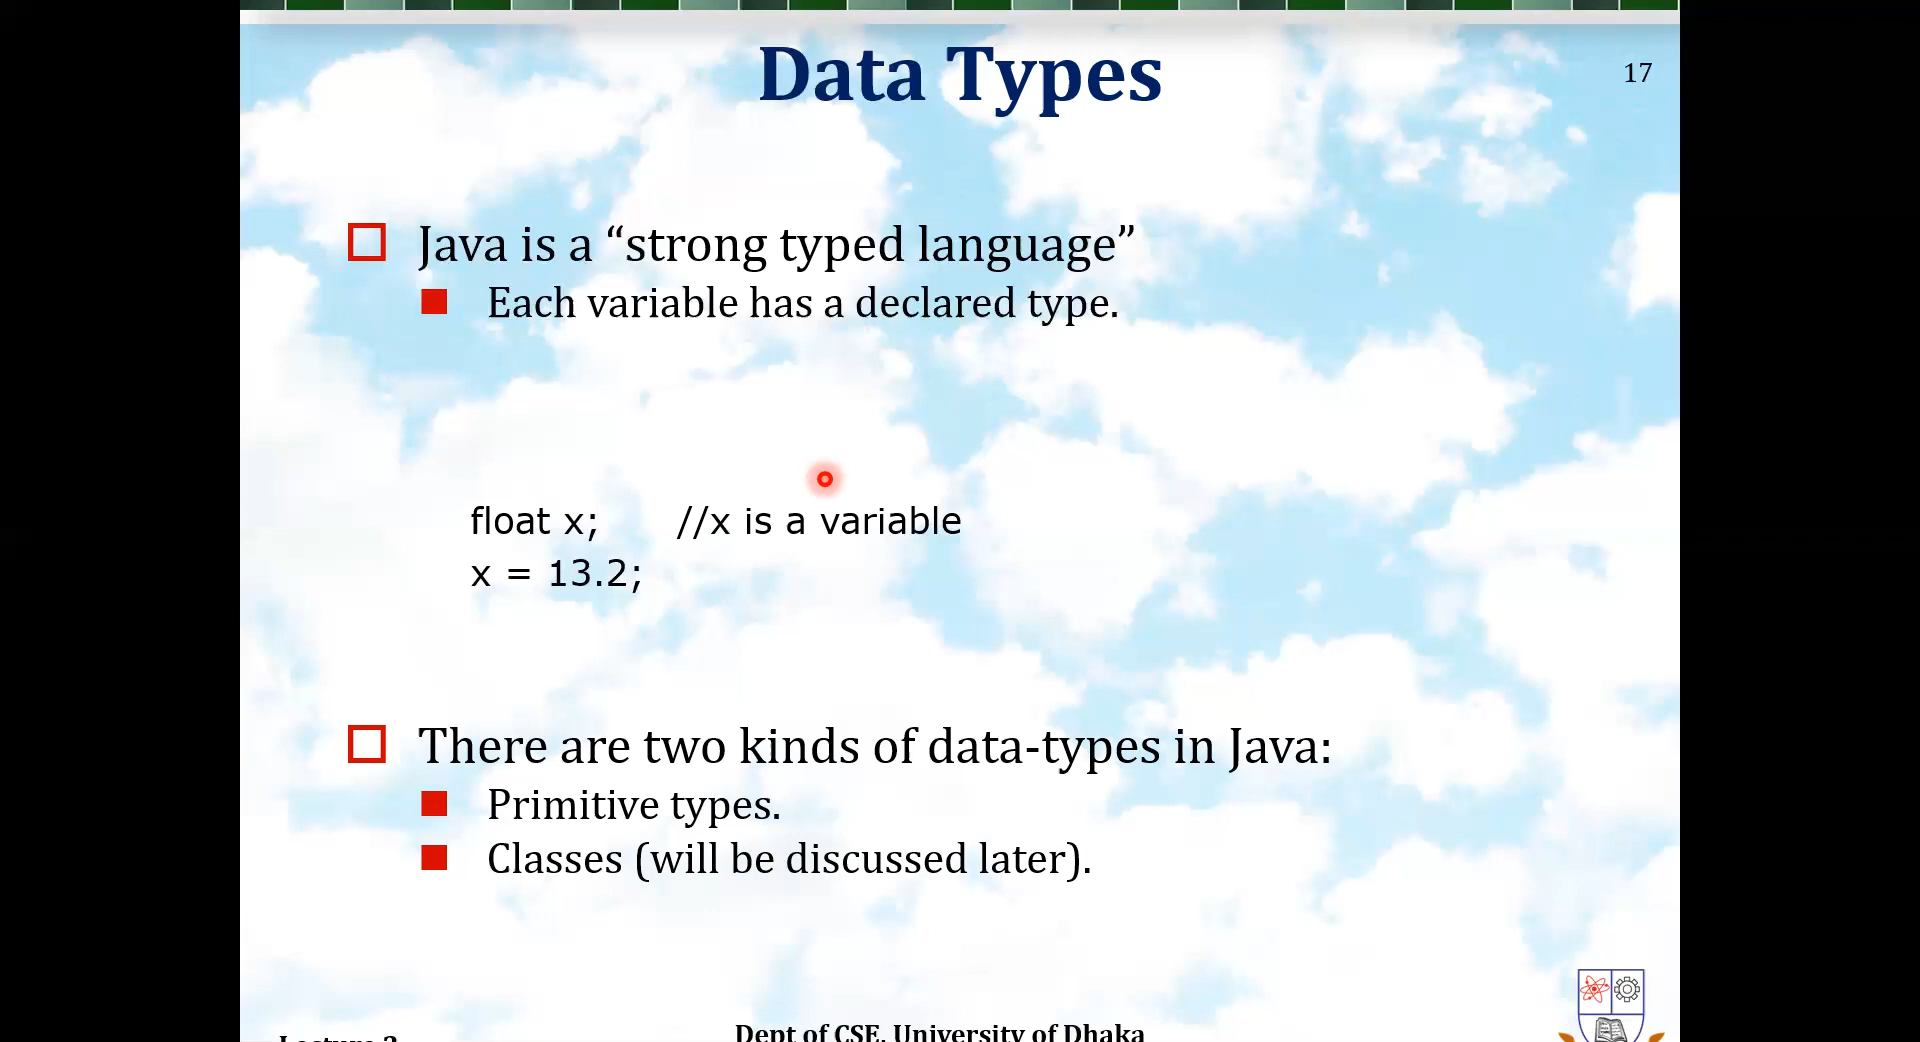 Data Types
17
Java is a “strong typed language”
Each variable has a declared type.
float x; //x is a variable
x = 13.2;
There are two kinds of data-types in Java:
Primitive types.
Classes (will be discussed later).
Dept of CSE, University of Dhaka